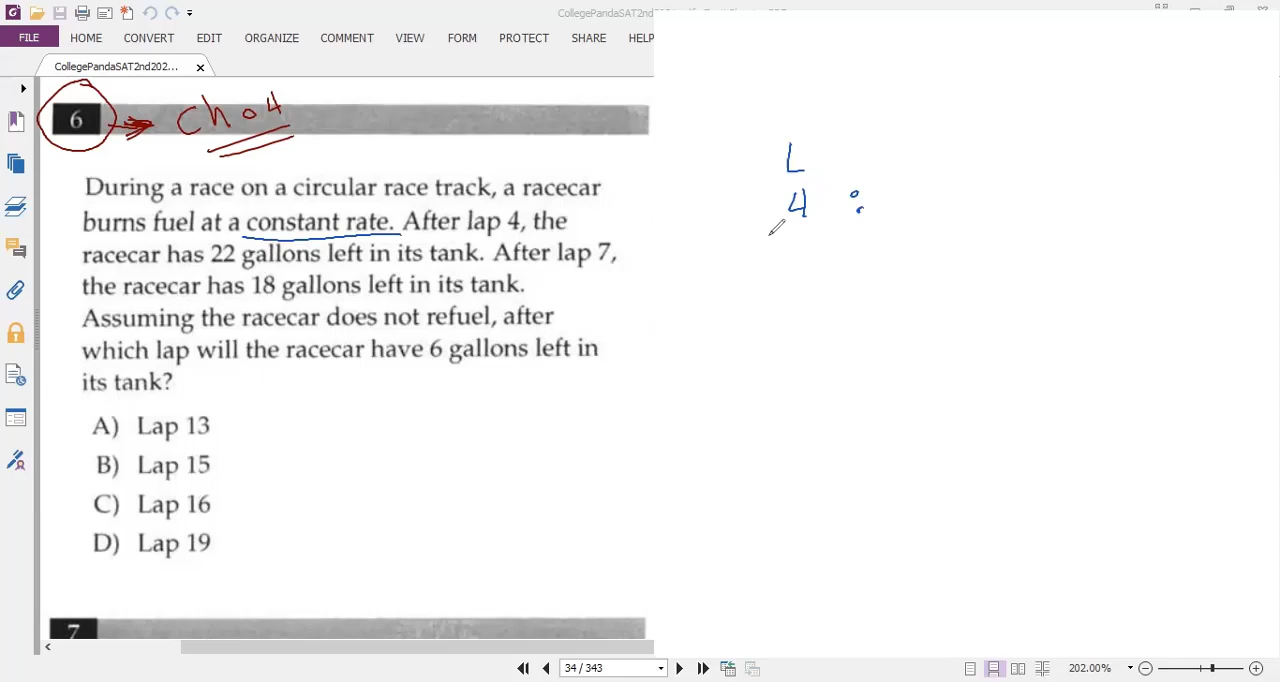 CollegePandaSAT2nd202
FILE HOME CONVERT EDIT ORGANIZE COMMENT VIEW FORM PROTECT SHARE HELP
CollegePandaSAT2nd202... ×
6 → Ch04
During a race on a circular race track, a racecar
burns fuel at a constant rate. After lap 4, the
racecar has 22 gallons left in its tank. After lap 7,
the racecar has 18 gallons left in its tank.
Assuming the racecar does not refuel, after
which lap will the racecar have 6 gallons left in
its tank?
A) Lap 13
B) Lap 15
C) Lap 16
D) Lap 19
7
L
4 :
34 / 343
202.00%